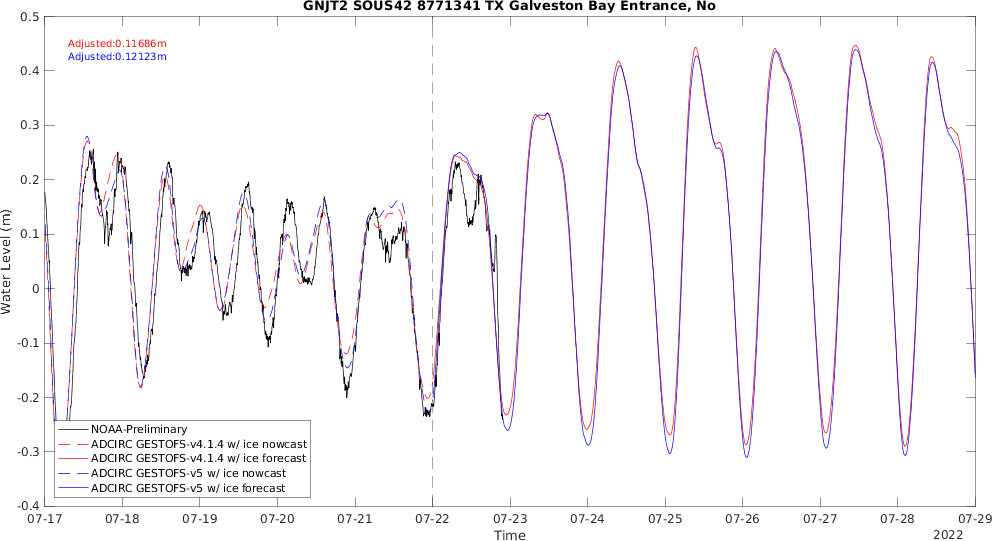 GNJT2 SOUS42 8771341 TX Galveston Bay Entrance, No
Adjusted:0.11686m
Adjusted:0.12123m
0.5
0.4
0.3
0.2
0.1
0
-0.1
-0.2
-0.3
-0.4
Water Level (m)
NOAA-Preliminary
ADCIRC GESTOFS-v4.1.4 w/ ice nowcast
ADCIRC GESTOFS-v4.1.4 w/ ice forecast
ADCIRC GESTOFS-v5 w/ ice nowcast
ADCIRC GESTOFS-v5 w/ ice forecast
07-17 07-18 07-19 07-20 07-21 07-22 07-23 07-24 07-25 07-26 07-27 07-28 07-29
Time
2022